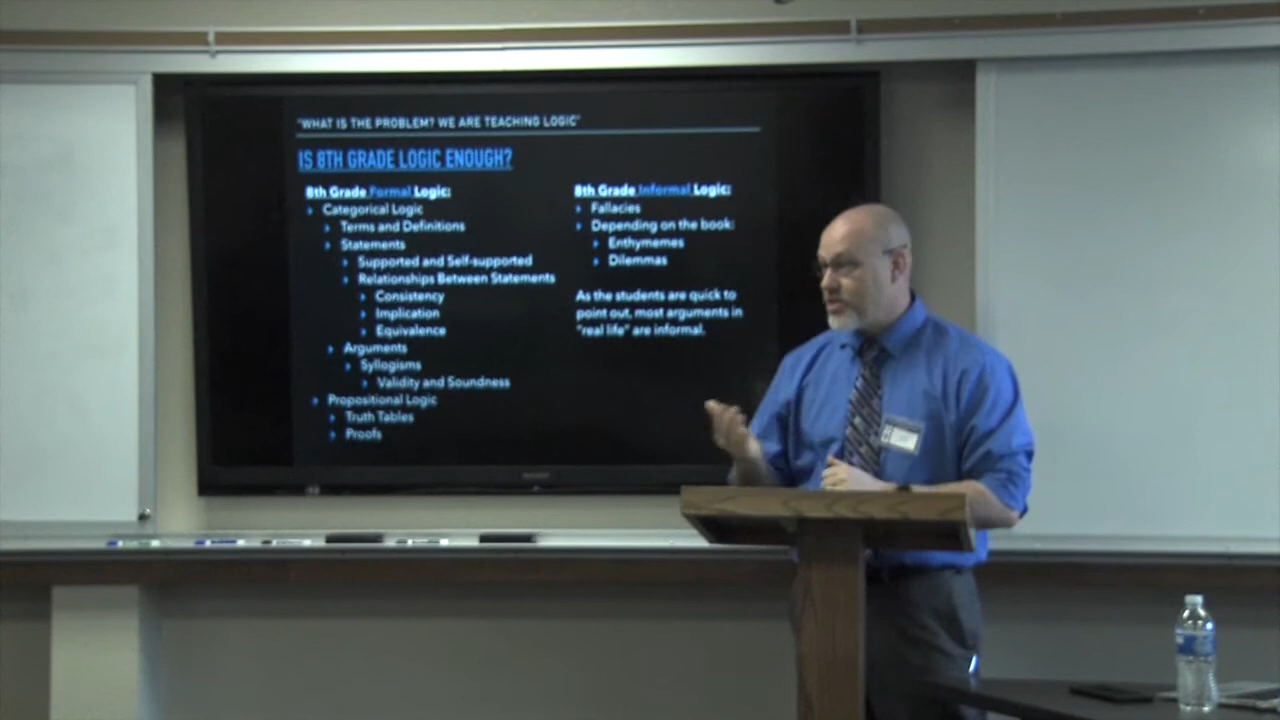 "WHAT IS THE PROBLEM? WE ARE TEACHING LOGIC"
IS 8TH GRADE LOGIC ENOUGH?
8th Grade Formal Logic:
Categorical Logic
Terms and Definitions
Statements
Supported and Self-supported
Relationships Between Statements
Consistency
Implication
Equivalence
Arguments
Syllogisms
Validity and Soundness
Propositional Logic
Truth Tables
Proofs
8th Grade Informal Logic:
Fallacies
Depending on the book:
Enthymemes
Dilemmas
As the students are quick to
point out, most arguments in
"real life" are informal.